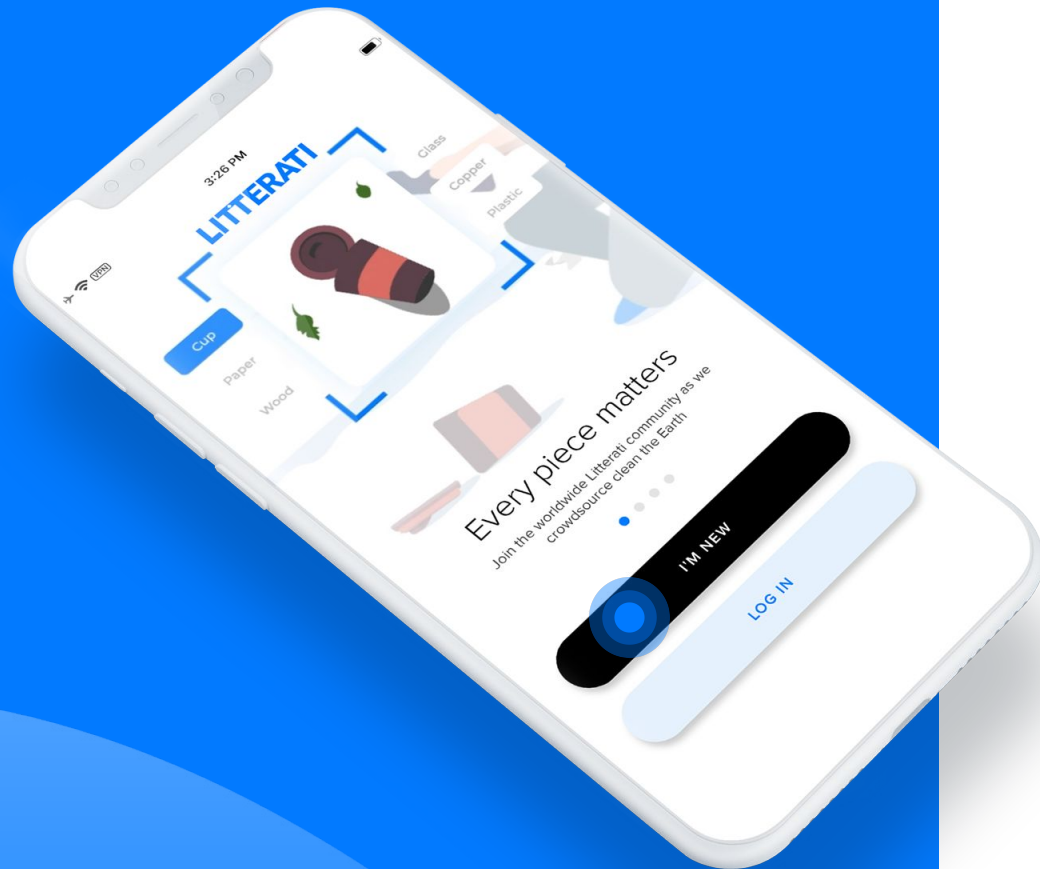 3:26 PM
VPN
LITTERATI
Glass
Copper
Plastic
Cup
Paper
Wood
Every piece matters
Join the worldwide Litterati community as we
crowdsource clean the Earth
I'M NEW
LOG IN